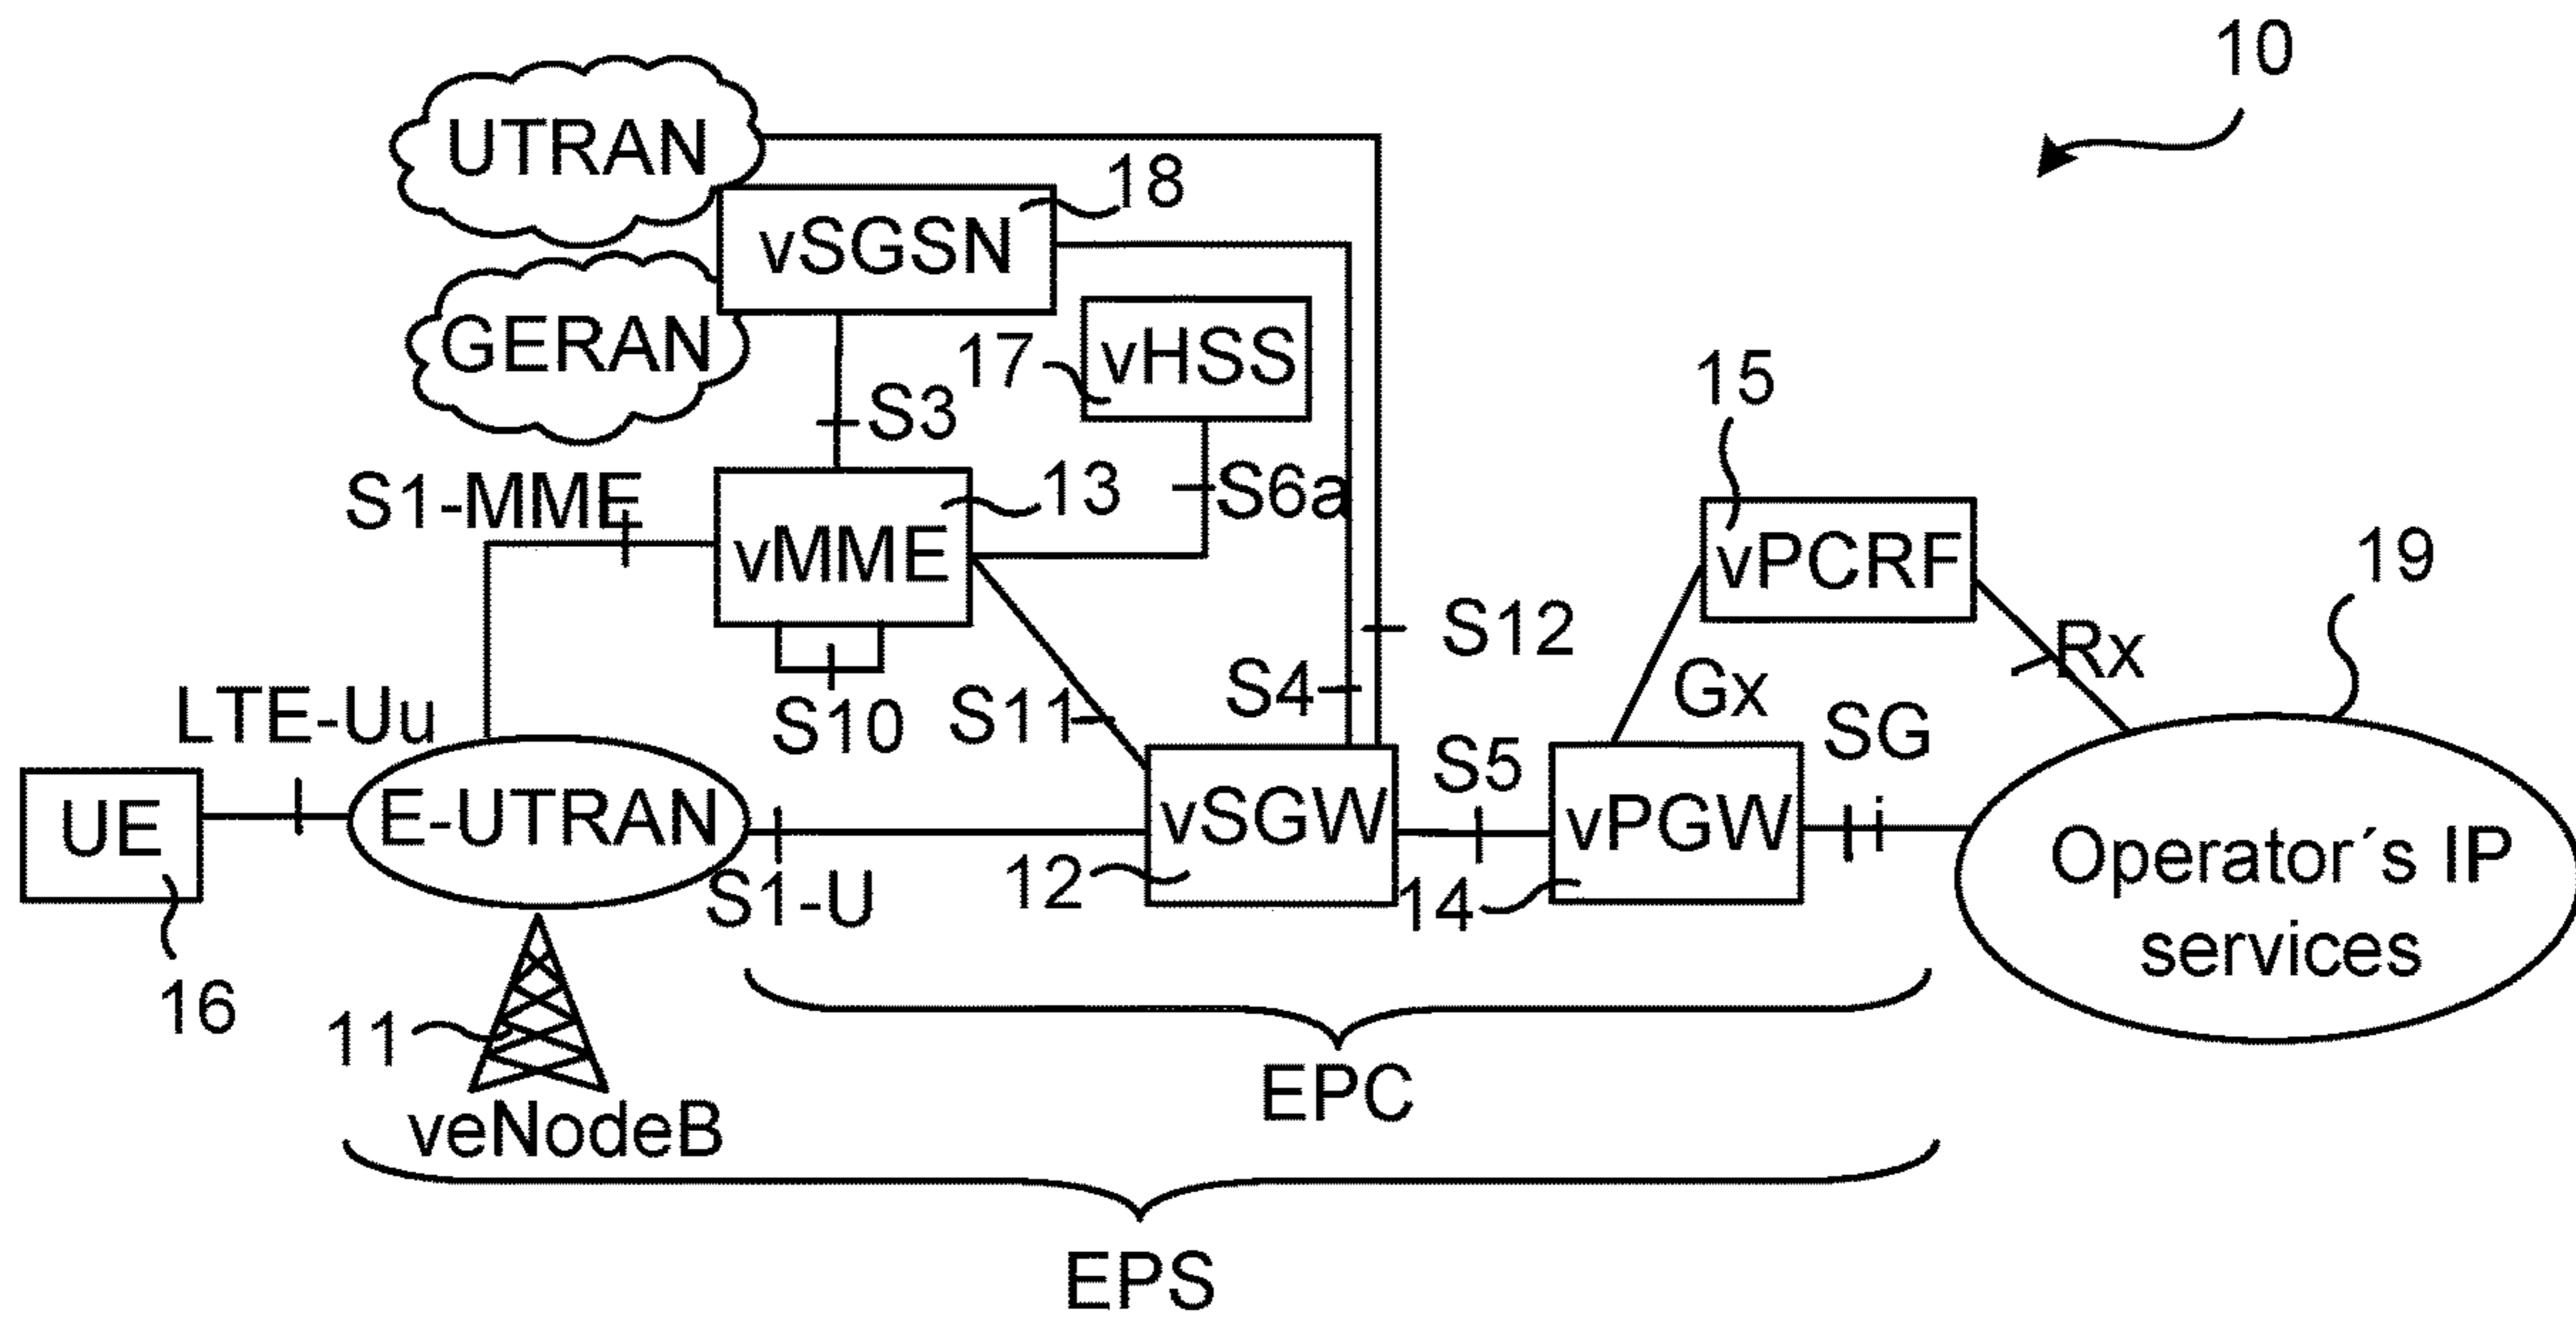 10
UTRAN
18
vSGSN
GERAN
17
vHSS
15
S3
S1-MME
13
S6a
vMME
vPCRF
19
S12
Rx
LTE-Uu
S10
S11
S4
Gx
SG
S5
UE
E-UTRAN
vSGW
vPGW
i
Operator´s IP
services
S1-U
12
14
16
11
EPC
veNodeB
EPS